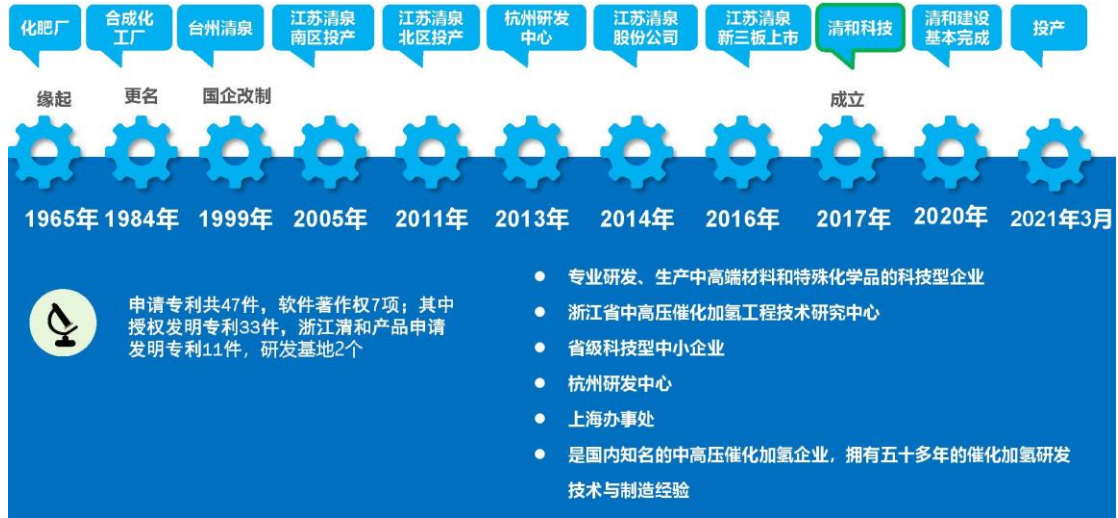 化肥厂
合成化
工厂
台州清泉
江苏清泉
南区投产
江苏清泉
北区投产
杭州研发
中心
江苏清泉
股份公司
江苏清泉
新三板上市
清和科技
清和建设
基本完成
投产
缘起
更名
国企改制
成立
1965年 1984年 1999年 2005年 2011年 2013年 2014年 2016年 2017年 2020年 2021年3月
申请专利共47件，软件著作权7项；其中
授权发明专利33件，浙江清和产品申请
发明专利11件，研发基地2个
● 专业研发、生产中高端材料和特殊化学品的科技型企业
● 浙江省中高压催化加氢工程技术研究中心
● 省级科技型中小企业
● 杭州研发中心
● 上海办事处
● 是国内知名的中高压催化加氢企业，拥有五十多年的催化加氢研发
技术与制造经验